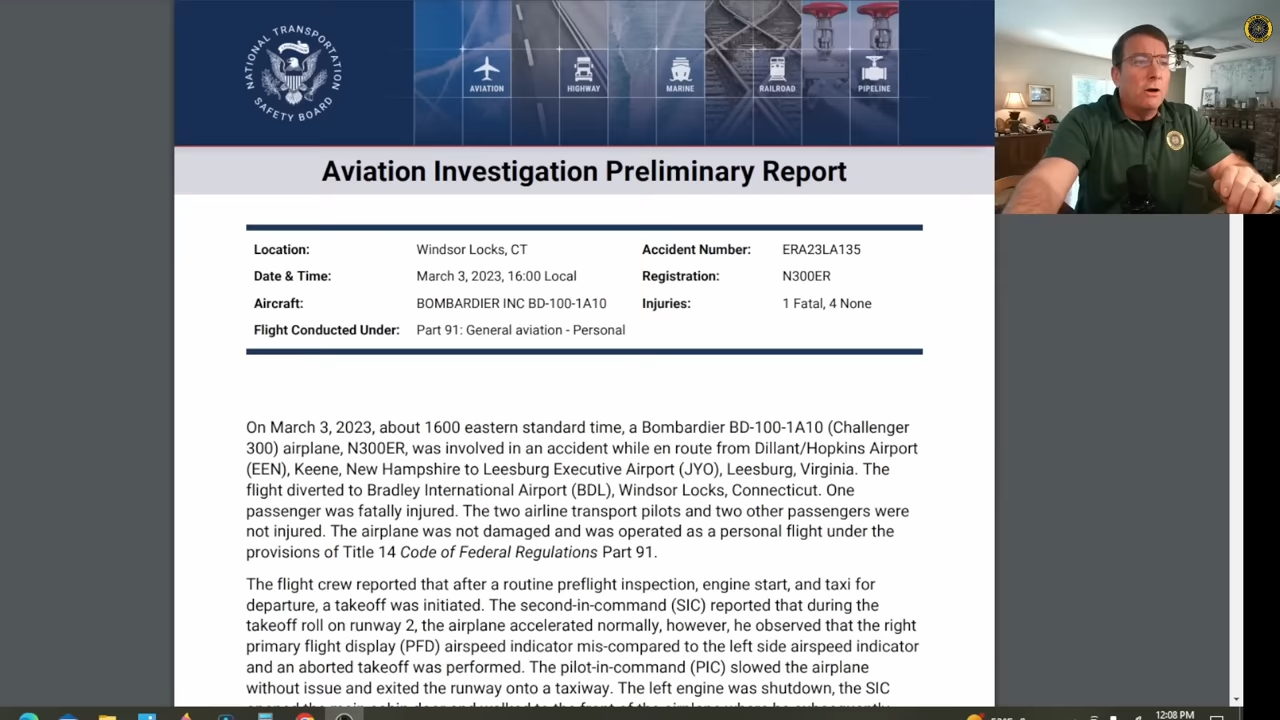 NATIONAL TRANSPORTATION
SAFETY BOARD
AVIATION
HIGHWAY
MARINE
RAILROAD
PIPELINE
Aviation Investigation Preliminary Report
Location: Windsor Locks, CT Accident Number: ERA23LA135
Date & Time: March 3, 2023, 16:00 Local Registration: N300ER
Aircraft: BOMBARDIER INC BD-100-1A10 Injuries: 1 Fatal, 4 None
Flight Conducted Under: Part 91: General aviation - Personal
On March 3, 2023, about 1600 eastern standard time, a Bombardier BD-100-1A10 (Challenger
300) airplane, N300ER, was involved in an accident while en route from Dillant/Hopkins Airport
(EEN), Keene, New Hampshire to Leesburg Executive Airport (JYO), Leesburg, Virginia. The
flight diverted to Bradley International Airport (BDL), Windsor Locks, Connecticut. One
passenger was fatally injured. The two airline transport pilots and two other passengers were
not injured. The airplane was not damaged and was operated as a personal flight under the
provisions of Title 14 Code of Federal Regulations Part 91.
The flight crew reported that after a routine preflight inspection, engine start, and taxi for
departure, a takeoff was initiated. The second-in-command (SIC) reported that during the
takeoff roll on runway 2, the airplane accelerated normally, however, he observed that the right
primary flight display (PFD) airspeed indicator mis-compared to the left side airspeed indicator
and an aborted takeoff was performed. The pilot-in-command (PIC) slowed the airplane
without issue and exited the runway onto a taxiway. The left engine was shutdown, the SIC
12:08 PM